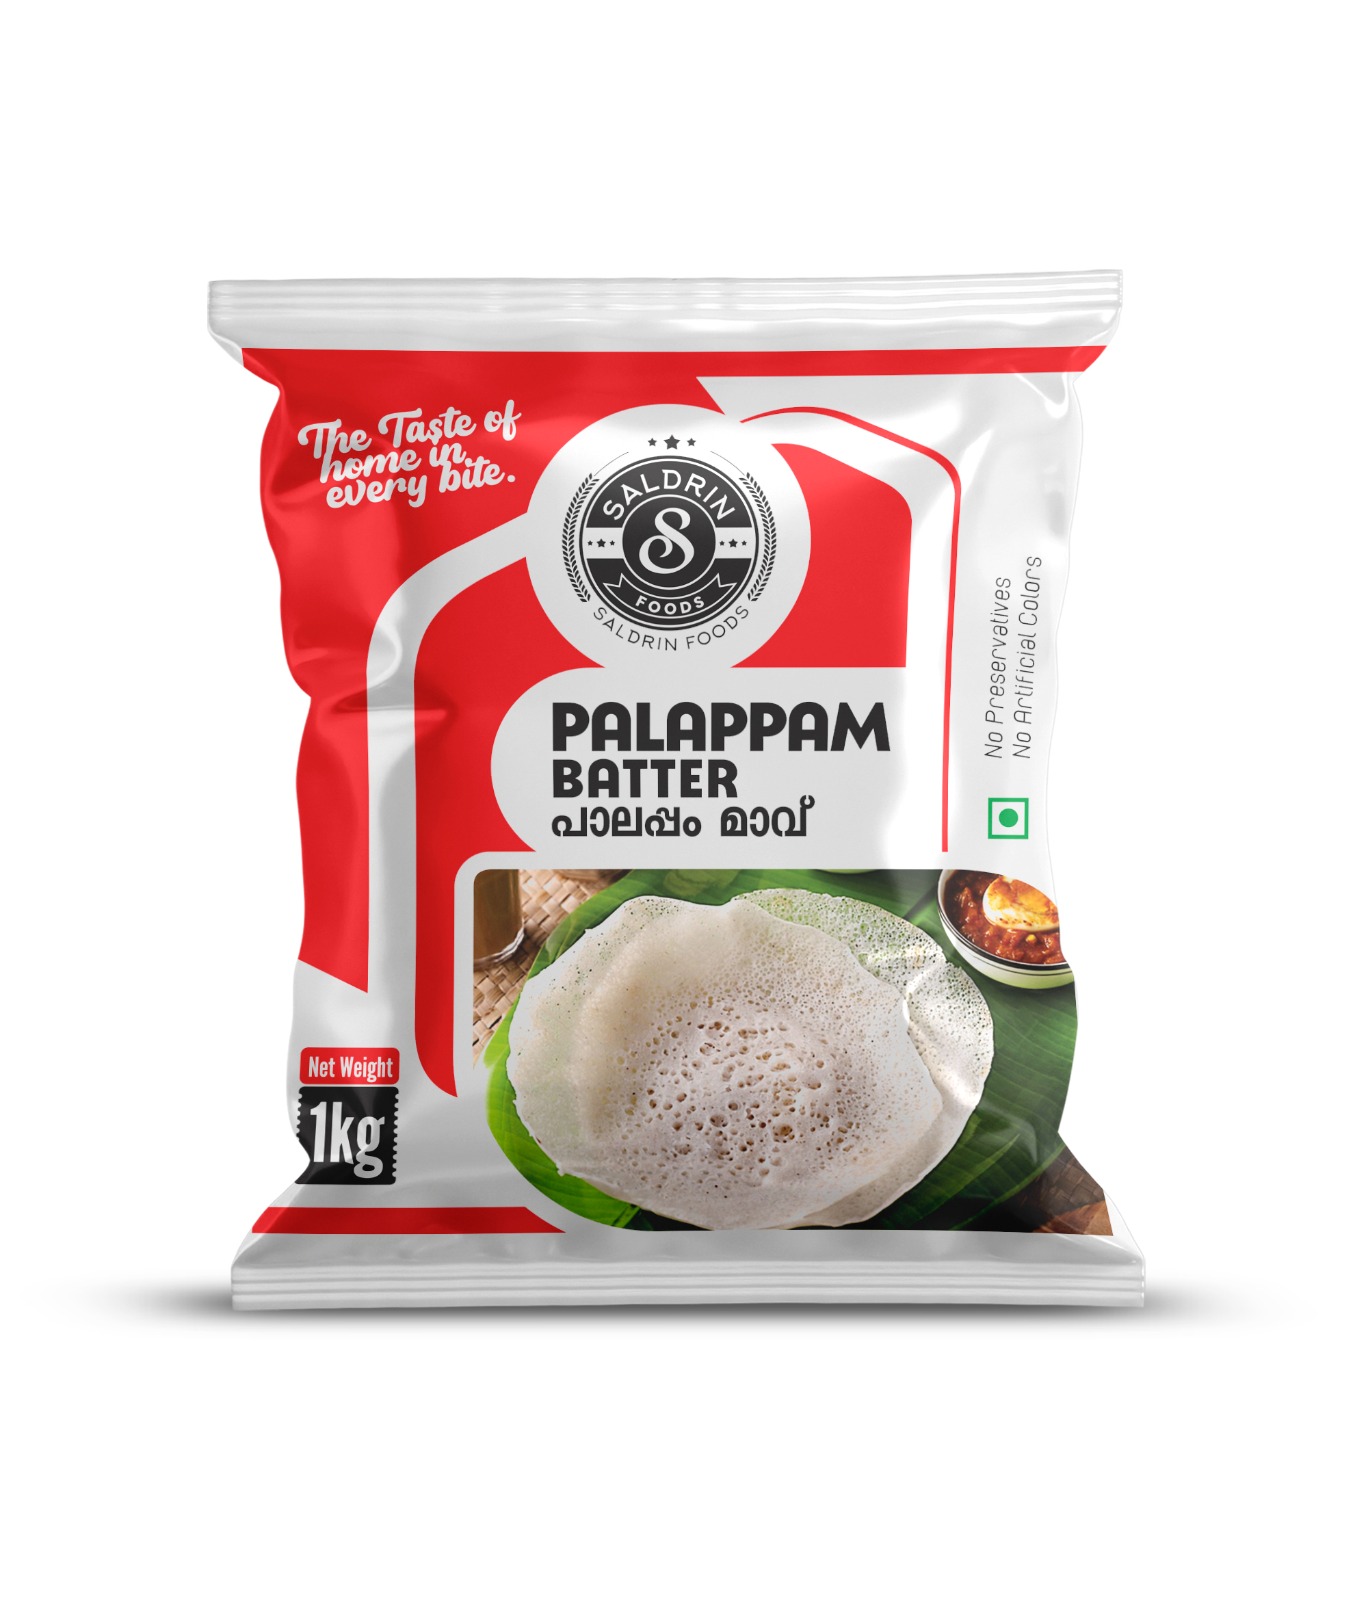 The Taste of
home in
every bite.
SALDRIN
S
FOODS
SALDRIN FOODS
PALAPPAM
BATTER
പാലപ്പം മാവ്
No Preservatives
No Artificial Colors
Net Weight
1kg